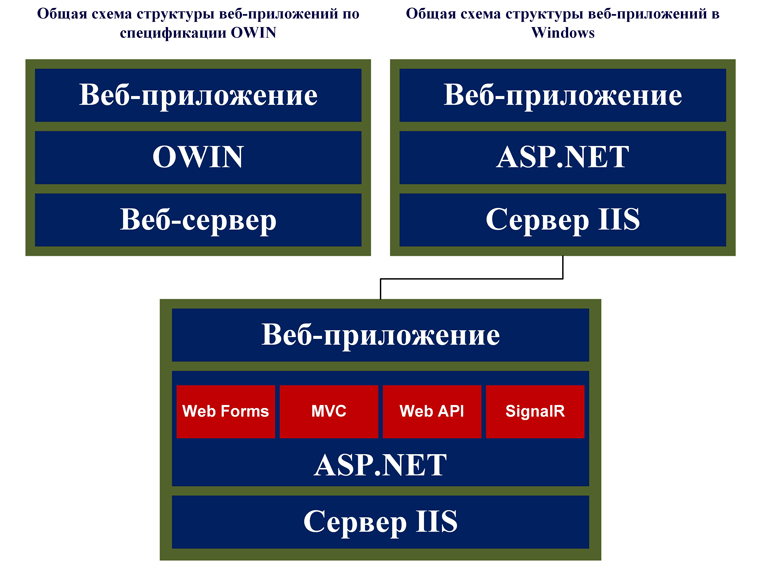 Общая схема структуры веб-приложений по
спецификации OWIN
Общая схема структуры веб-приложений в
Windows
Веб-приложение
OWIN
Веб-сервер
Веб-приложение
ASP.NET
Сервер IIS
Веб-приложение
Web Forms
MVC
Web API
SignalR
ASP.NET
Сервер IIS